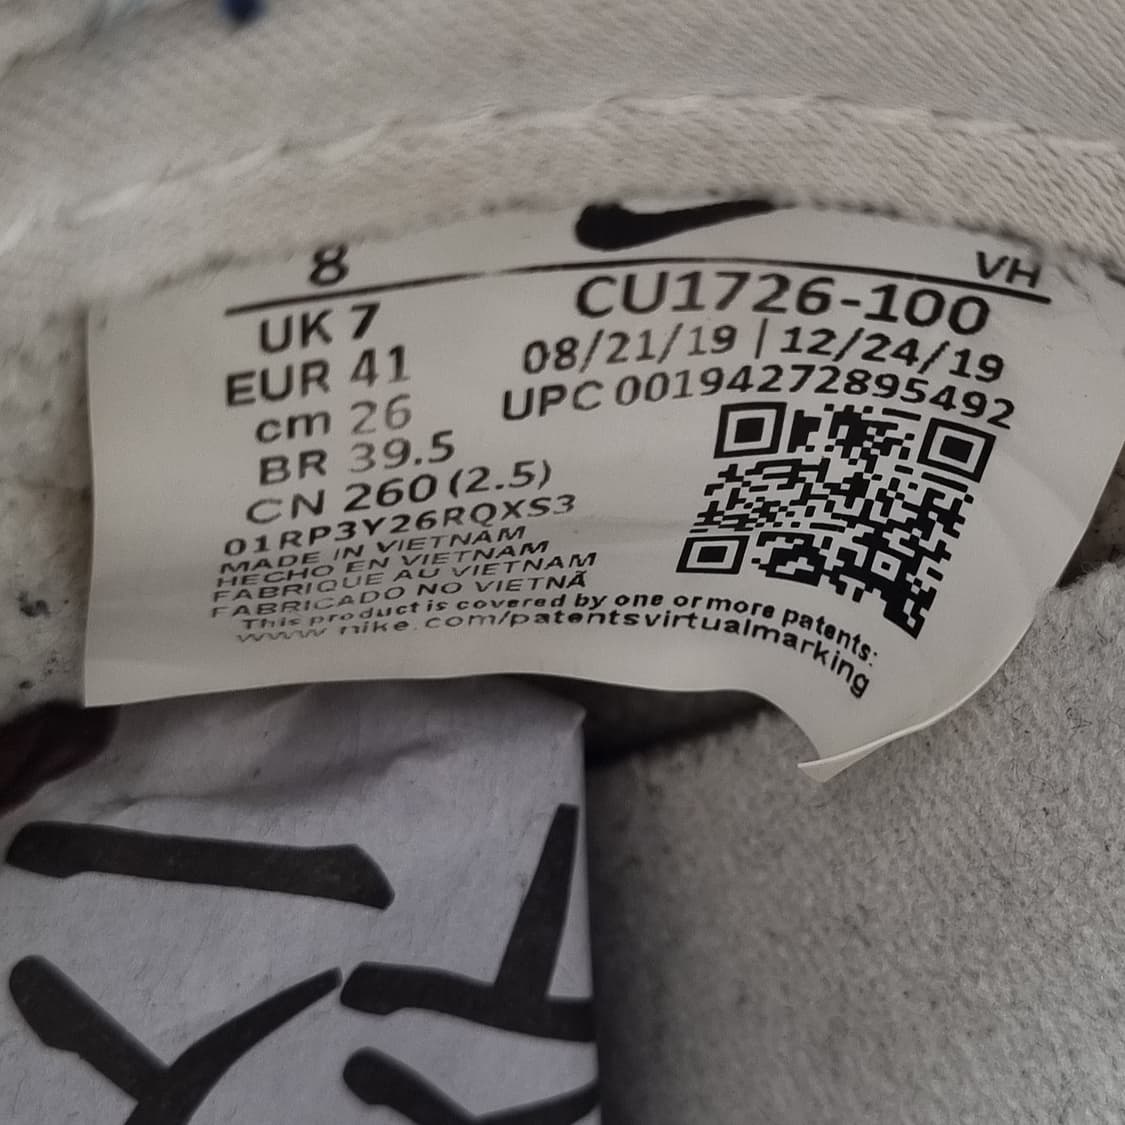 8
VH
UK 7
EUR 41
cm 26
BR 39.5
CN 260 (2.5)
01RP3Y26RQXS3
MADE IN VIETNAM
HECHO EN VIETNAM
FABRIQUE AU VIETNAM
FABRICADO NO VIETNÃ
CU1726-100
08/21/19 | 12/24/19
UPC 00194272895492
This product is covered by one or more patents:
www nike.com/patentsvirtualmarking